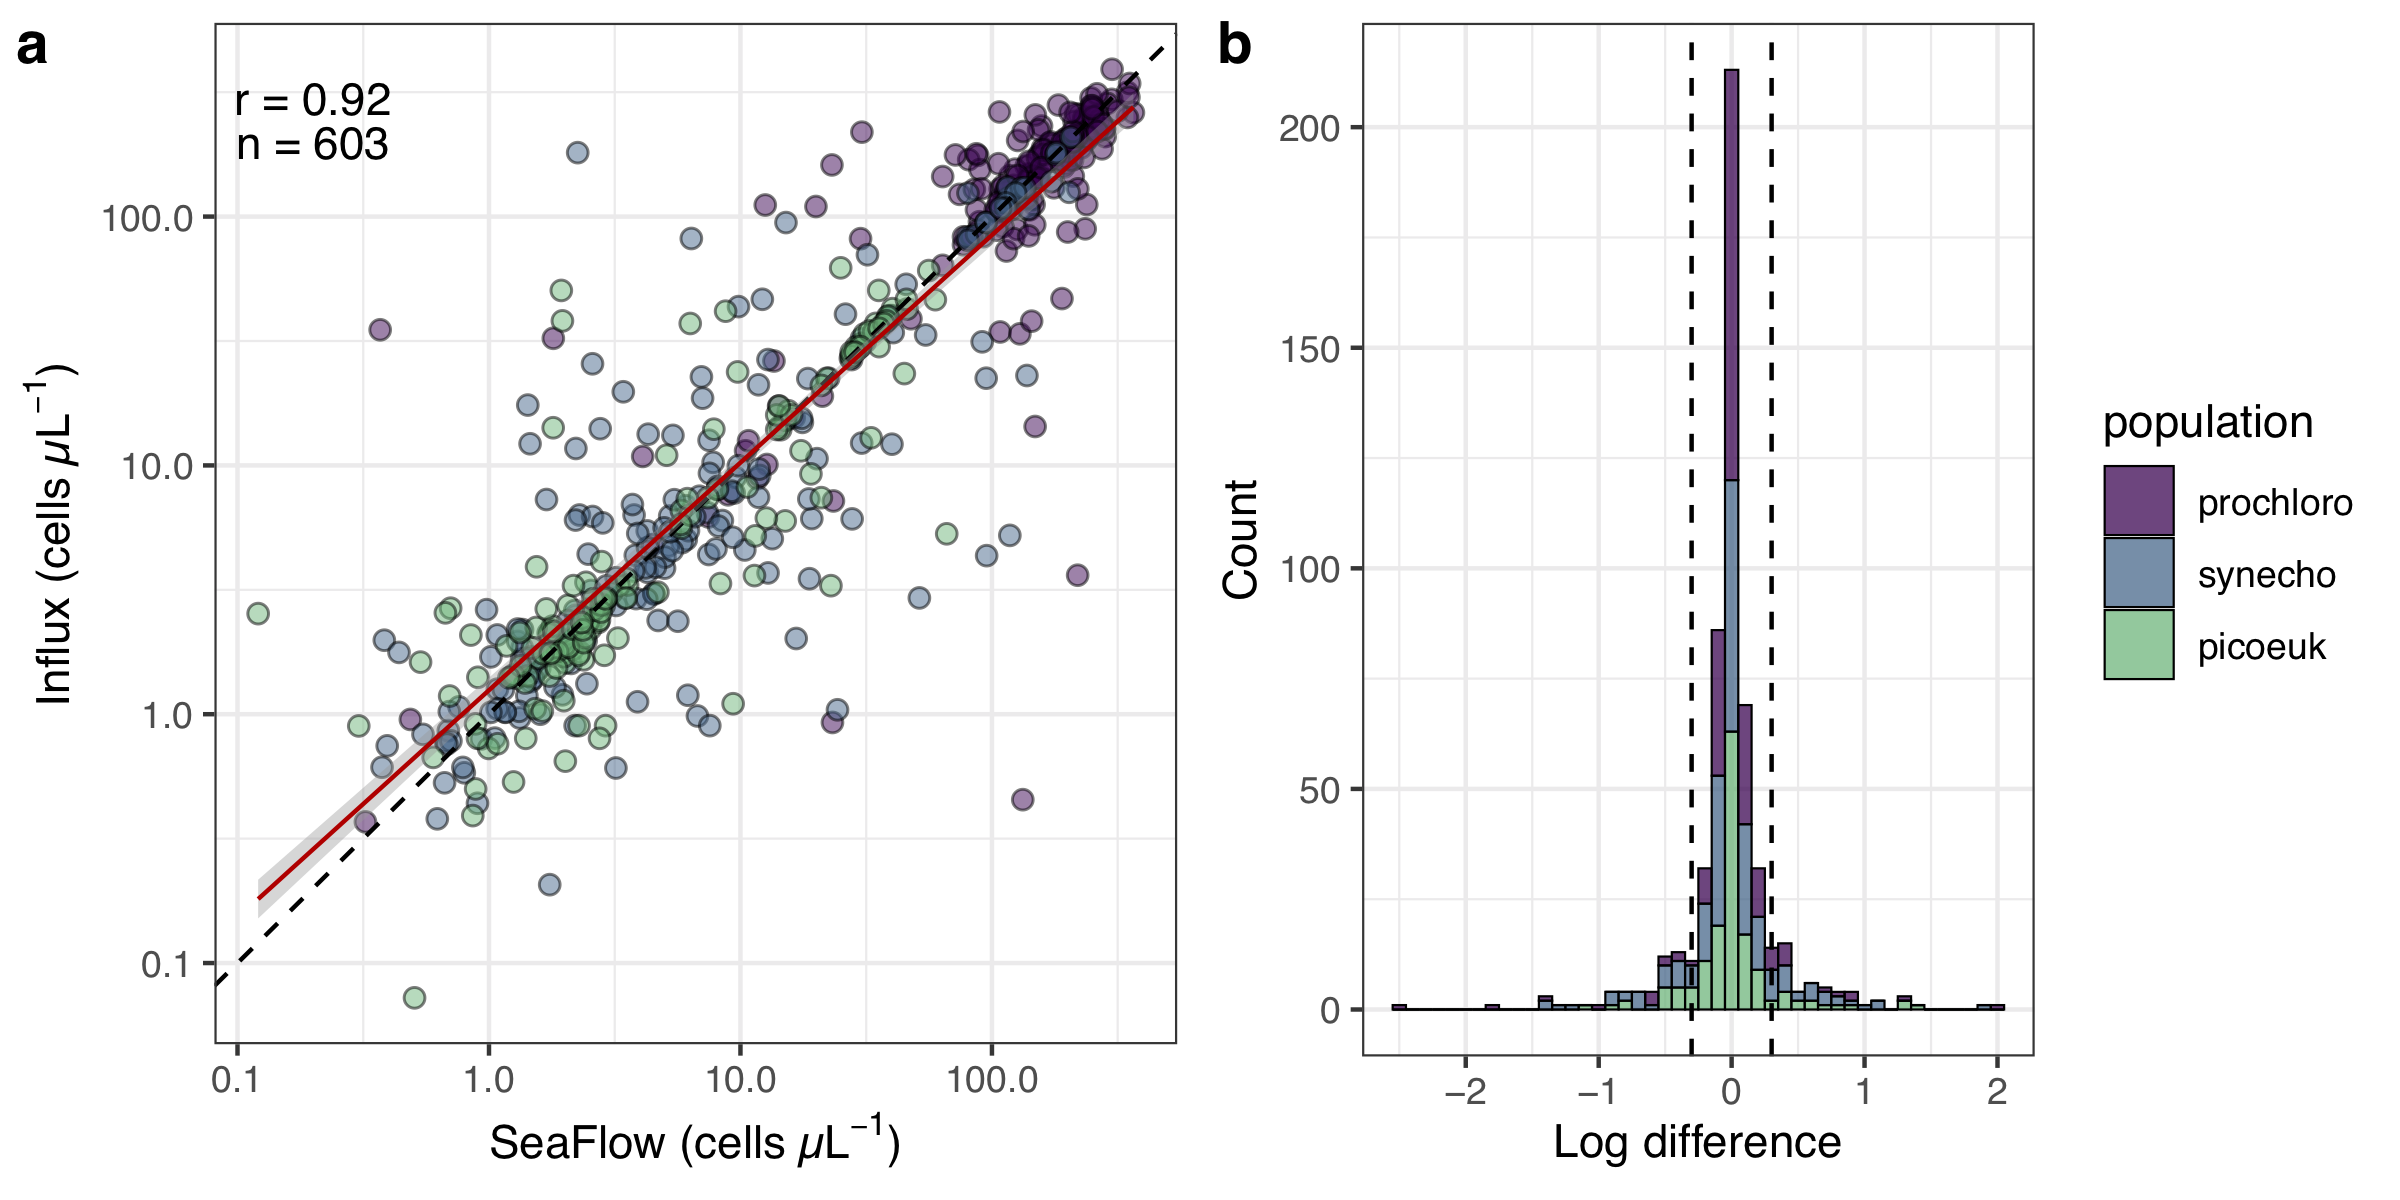 a
r = 0.92
n = 603
100.0
10.0
1.0
0.1
Influx (cells µL⁻¹)
0.1
1.0
10.0
100.0
SeaFlow (cells µL⁻¹)
b
200
150
100
50
0
Count
−2
−1
0
1
2
Log difference
population
prochloro
synecho
picoeuk